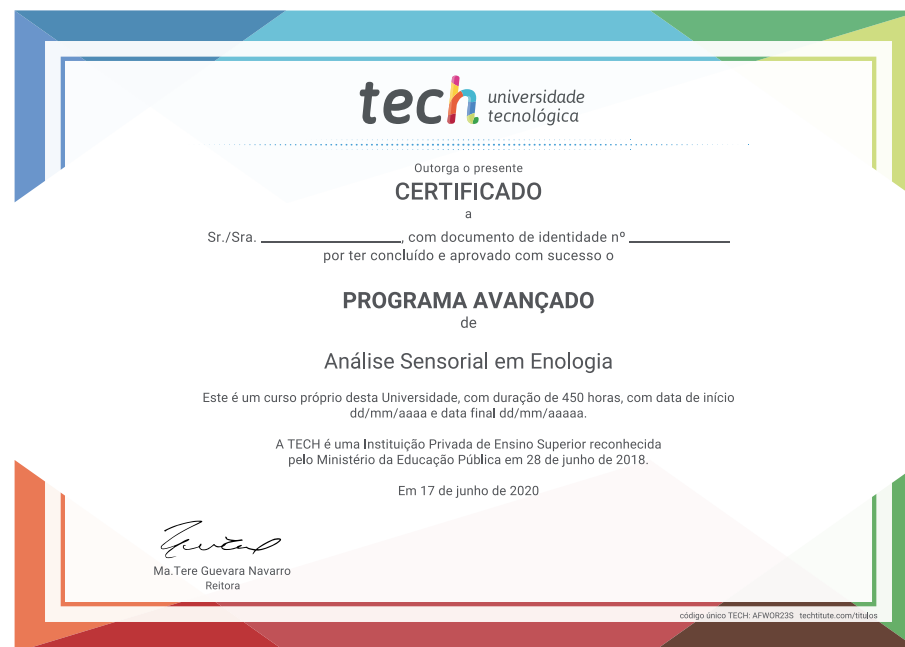 tech universidade
tecnológica
Outorga o presente
CERTIFICADO
a
Sr./Sra. , com documento de identidade nº
por ter concluído e aprovado com sucesso o
PROGRAMA AVANÇADO
de
Análise Sensorial em Enologia
Este é um curso próprio desta Universidade, com duração de 450 horas, com data de início
dd/mm/aaaa e data final dd/mm/aaaaa.
A TECH é uma Instituição Privada de Ensino Superior reconhecida
pelo Ministério da Educação Pública em 28 de junho de 2018.
Em 17 de junho de 2020
Ma.Tere Guevara Navarro
Reitora
código único TECH: AFWOR23S techtitute.com/titulos